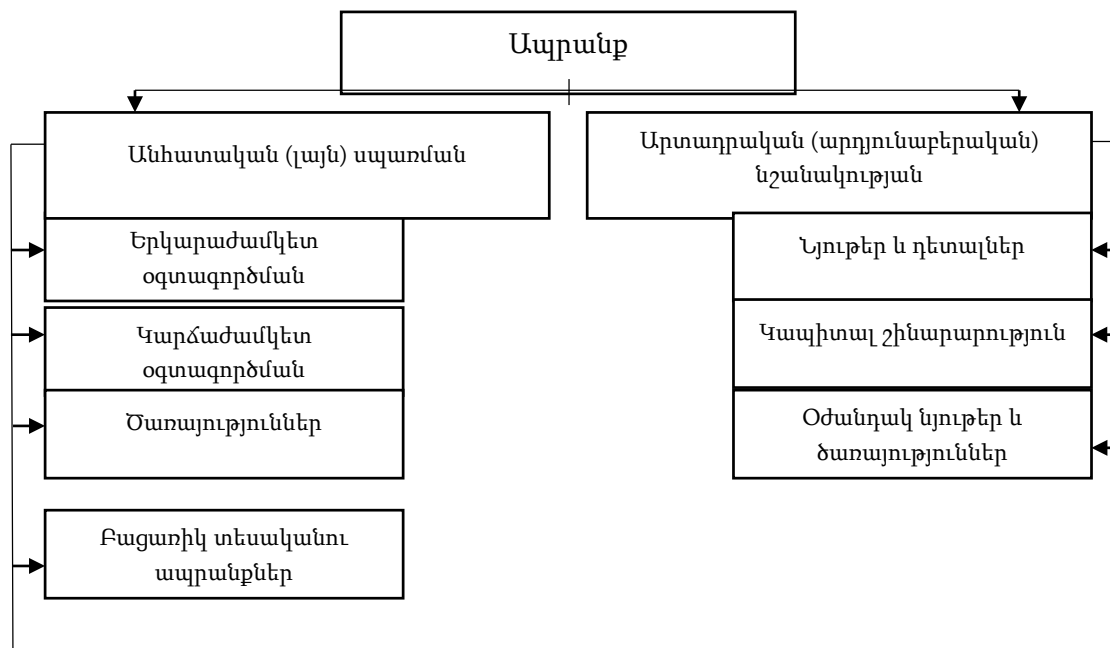 Ապրանք
Անհատական (լայն) սպառման
Երկարաժամկետ
օգտագործման
Կարճաժամկետ
օգտագործման
Ծառայություններ
Բացառիկ տեսականու
ապրանքներ
Արտադրական (արդյունաբերական)
նշանակության
Նյութեր և դետալներ
Կապիտալ շինարարություն
Օժանդակ նյութեր և
ծառայություններ